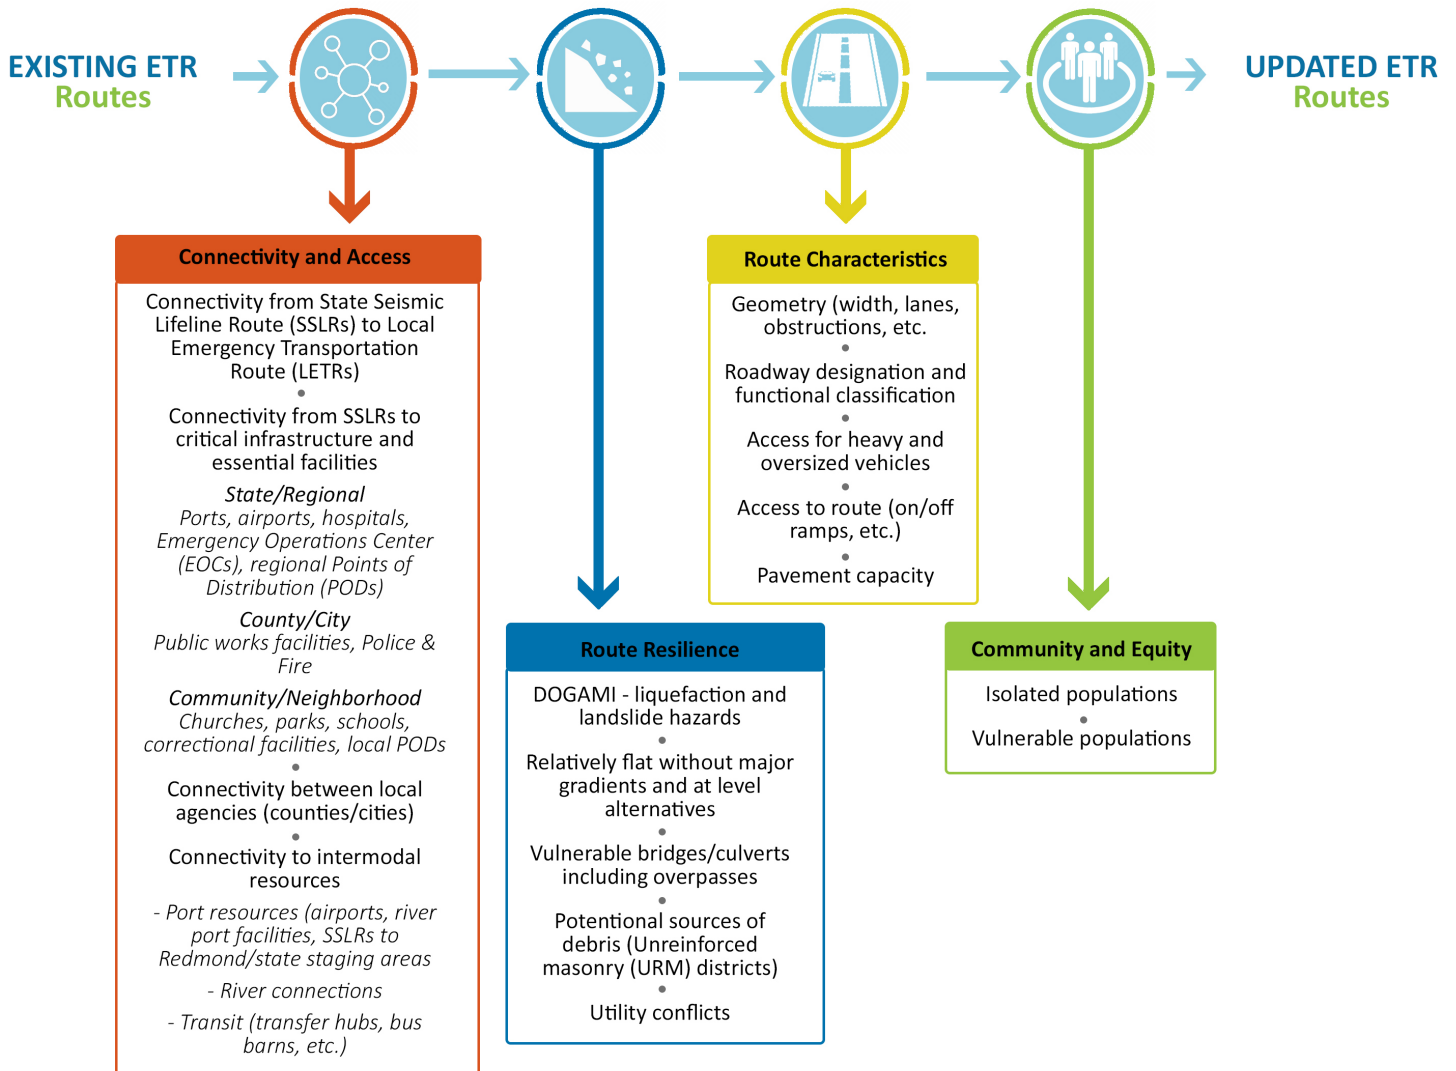 EXISTING ETR
Routes
UPDATED ETR
Routes
Connectivity and Access
Connectivity from State Seismic
Lifeline Route (SSLRs) to Local
Emergency Transportation
Route (LETRs)
•
Connectivity from SSLRs to
critical infrastructure and
essential facilities
State/Regional
Ports, airports, hospitals,
Emergency Operations Center
(EOCs), regional Points of
Distribution (PODs)
County/City
Public works facilities, Police &
Fire
Community/Neighborhood
Churches, parks, schools,
correctional facilities, local PODs
•
Connectivity between local
agencies (counties/cities)
•
Connectivity to intermodal
resources
- Port resources (airports, river
port facilities, SSLRs to
Redmond/state staging areas
- River connections
- Transit (transfer hubs, bus
barns, etc.)
Route Resilience
DOGAMI - liquefaction and
landslide hazards
•
Relatively flat without major
gradients and at level
alternatives
•
Vulnerable bridges/culverts
including overpasses
•
Potentional sources of
debris (Unreinforced
masonry (URM) districts)
•
Utility conflicts
Route Characteristics
Geometry (width, lanes,
obstructions, etc.
•
Roadway designation and
functional classification
•
Access for heavy and
oversized vehicles
•
Access to route (on/off
ramps, etc.)
•
Pavement capacity
Community and Equity
Isolated populations
•
Vulnerable populations